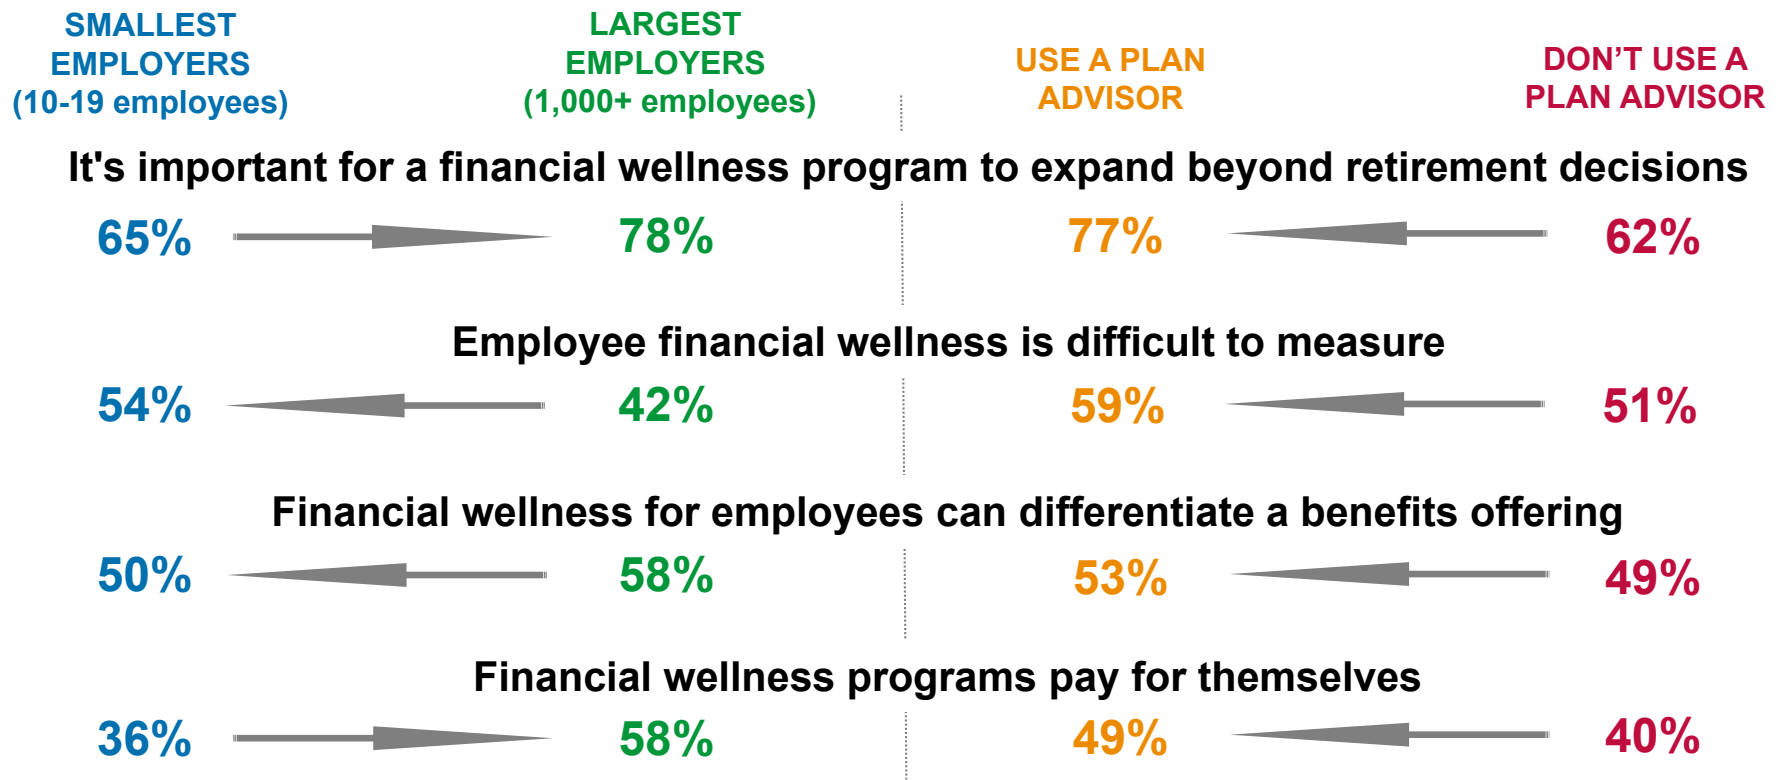 SMALLEST
EMPLOYERS
(10-19 employees)
LARGEST
EMPLOYERS
(1,000+ employees)
USE A PLAN
ADVISOR
DON’T USE A
PLAN ADVISOR
It's important for a financial wellness program to expand beyond retirement decisions
65% 78% 77% 62%
Employee financial wellness is difficult to measure
54% 42% 59% 51%
Financial wellness for employees can differentiate a benefits offering
50% 58% 53% 49%
Financial wellness programs pay for themselves
36% 58% 49% 40%